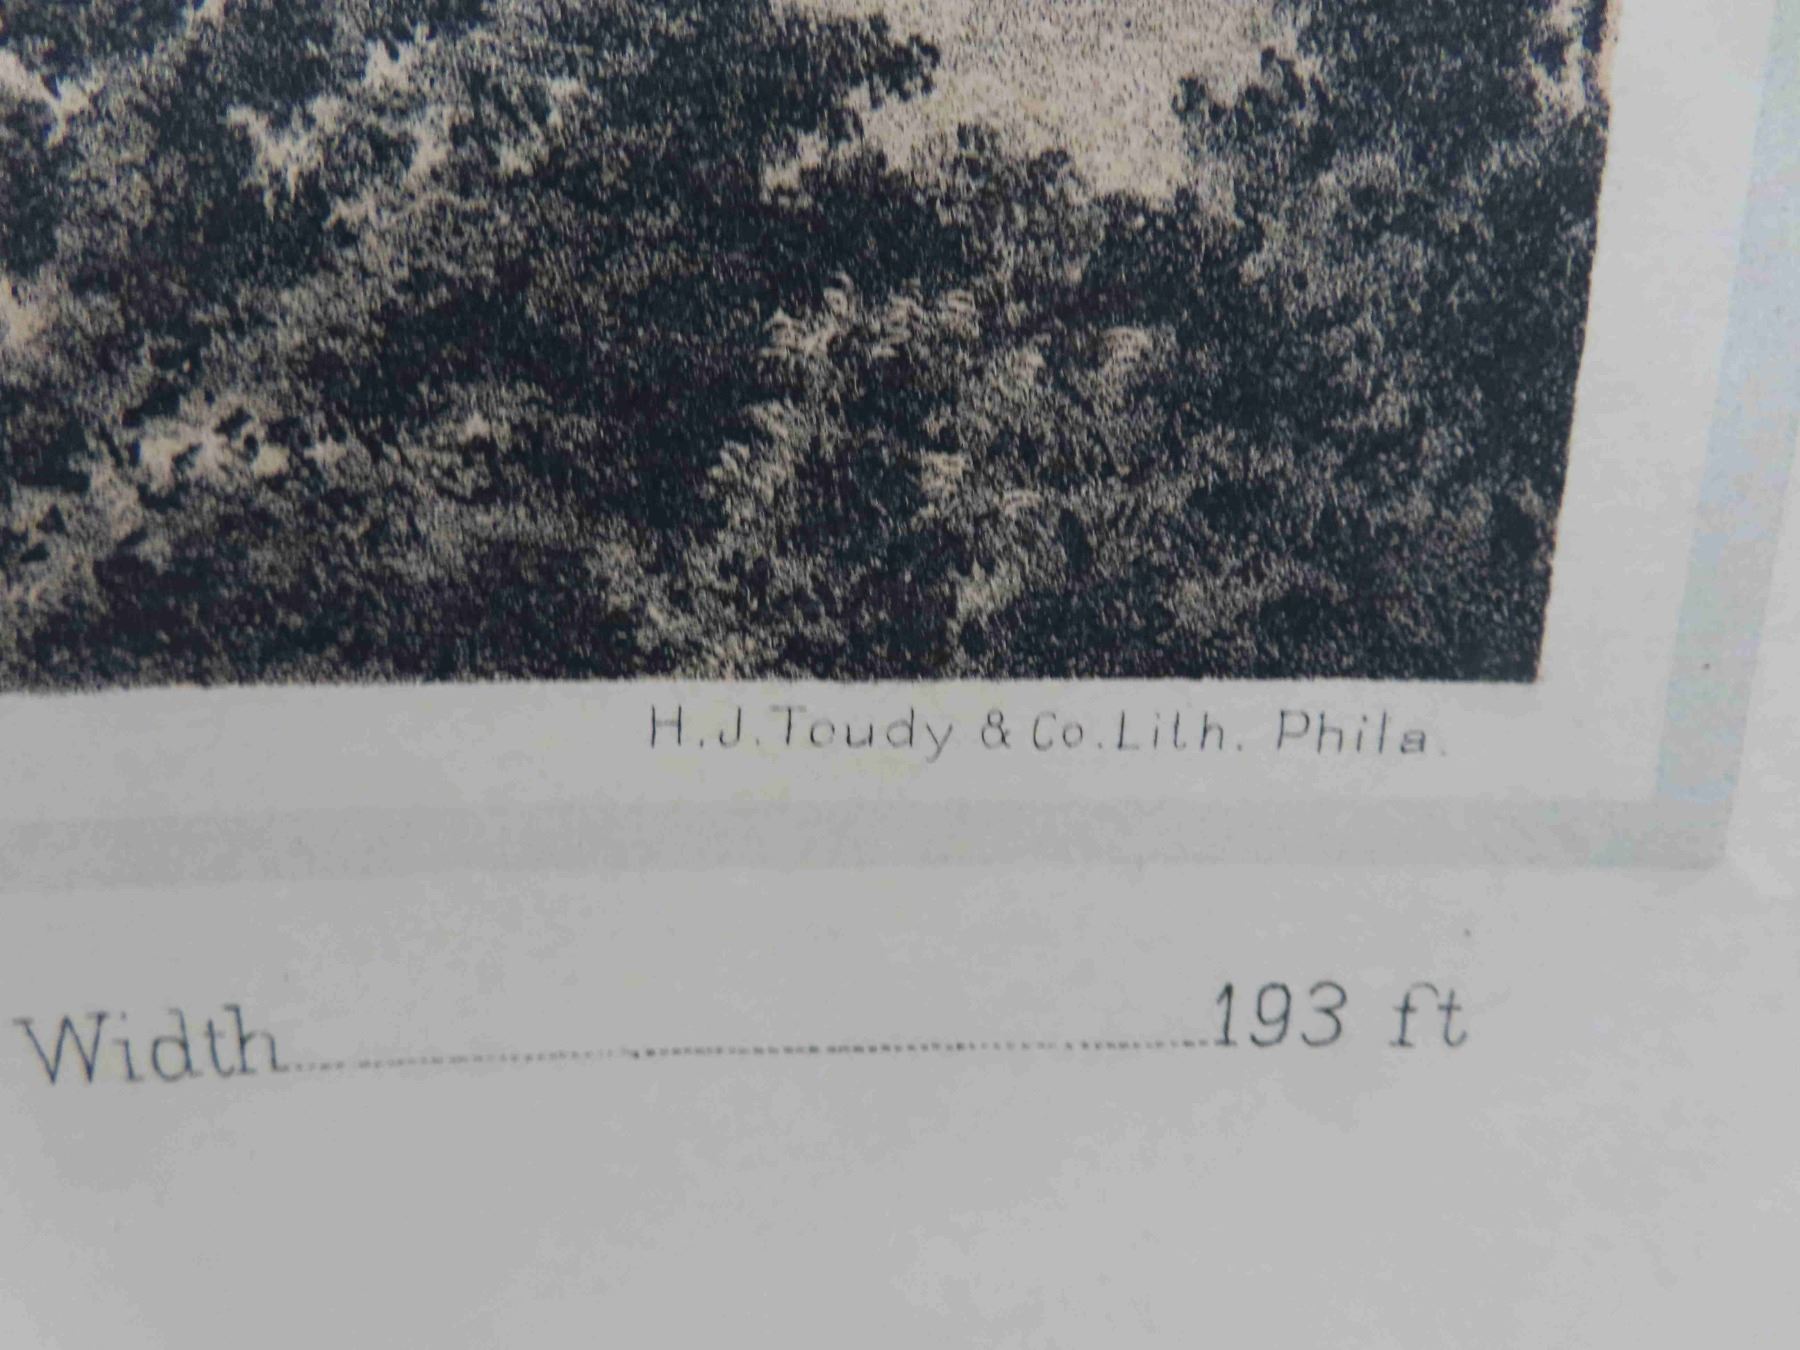 H.J.Toudy & Co.Lith. Phila.
Width.......................193 ft